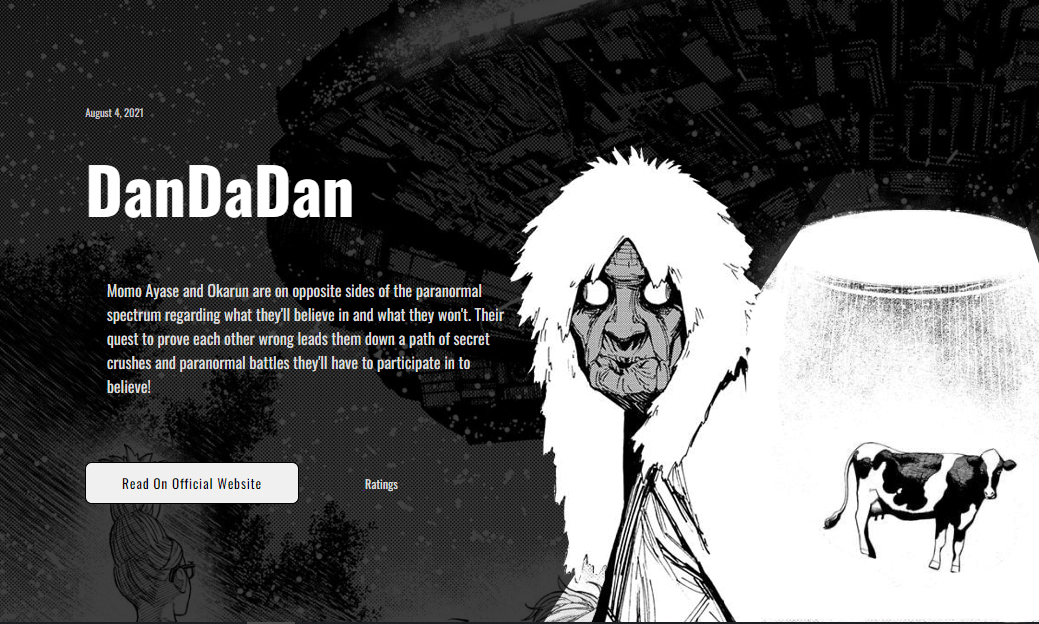 August 4, 2021
DanDaDan
Momo Ayase and Okarun are on opposite sides of the paranormal
spectrum regarding what they'll believe in and what they won't. Their
quest to prove each other wrong leads them down a path of secret
crushes and paranormal battles they'll have to participate in to
believe!
Read On Official Website
Ratings